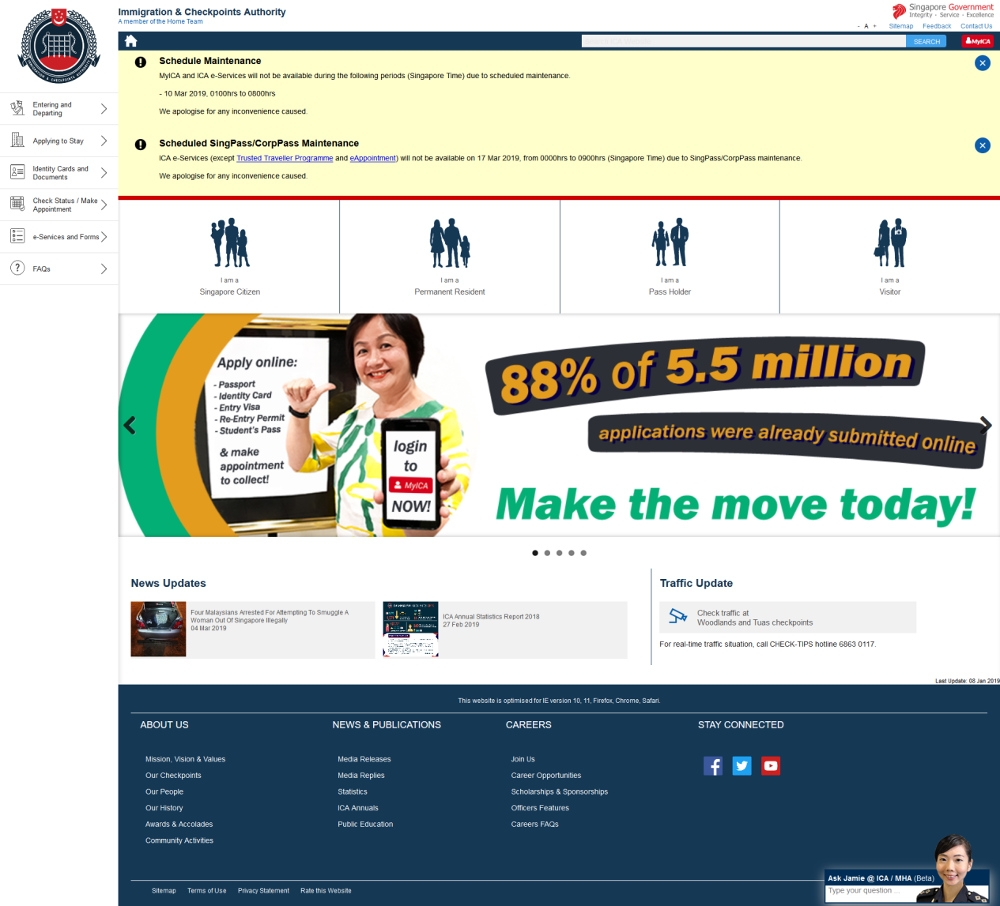 Immigration & Checkpoints Authority
A member of the Home Team
Singapore Government
Integrity · Service · Excellence
- A + Sitemap Feedback Contact Us
SEARCH
MyICA
Schedule Maintenance
MyICA and ICA e-Services will not be available during the following periods (Singapore Time) due to scheduled maintenance.
- 10 Mar 2019, 0100hrs to 0800hrs
We apologise for any inconvenience caused.
Scheduled SingPass/CorpPass Maintenance
ICA e-Services (except Trusted Traveller Programme and eAppointment) will not be available on 17 Mar 2019, from 0000hrs to 0900hrs (Singapore Time) due to SingPass/CorpPass maintenance.
We apologise for any inconvenience caused.
Entering and
Departing
Applying to Stay
Identity Cards and
Documents
Check Status / Make
Appointment
e-Services and Forms
FAQs
I am a
Singapore Citizen
I am a
Permanent Resident
I am a
Pass Holder
I am a
Visitor
Apply online:
- Passport
- Identity Card
- Entry Visa
- Re-Entry Permit
- Student's Pass
& make
appointment
to collect!
login
to
MyICA
NOW!
88% of 5.5 million
applications were already submitted online
Make the move today!
News Updates
Four Malaysians Arrested For Attempting To Smuggle A
Woman Out Of Singapore Illegally
04 Mar 2019
ICA Annual Statistics Report 2018
27 Feb 2019
Traffic Update
Check traffic at
Woodlands and Tuas checkpoints
For real-time traffic situation, call CHECK-TIPS hotline 6863 0117.
Last Update: 08 Jan 2019
This website is optimised for IE version 10, 11, Firefox, Chrome, Safari.
ABOUT US
Mission, Vision & Values
Our Checkpoints
Our People
Our History
Awards & Accolades
Community Activities
NEWS & PUBLICATIONS
Media Releases
Media Replies
Statistics
ICA Annuals
Public Education
CAREERS
Join Us
Career Opportunities
Scholarships & Sponsorships
Officers Features
Careers FAQs
STAY CONNECTED
Sitemap Terms of Use Privacy Statement Rate this Website
Ask Jamie @ ICA / MHA (Beta)
Type your question ...